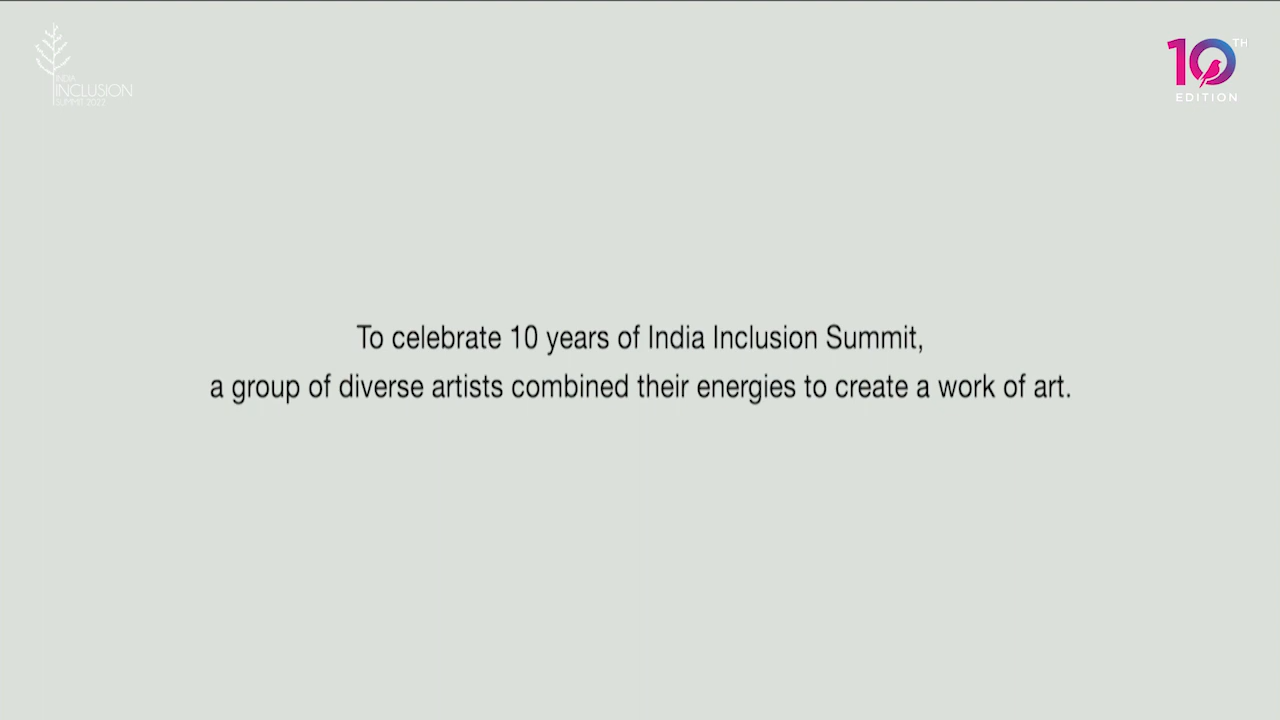 INDIA
INCLUSION
SUMMIT 2022
10TH
EDITION
To celebrate 10 years of India Inclusion Summit,
a group of diverse artists combined their energies to create a work of art.